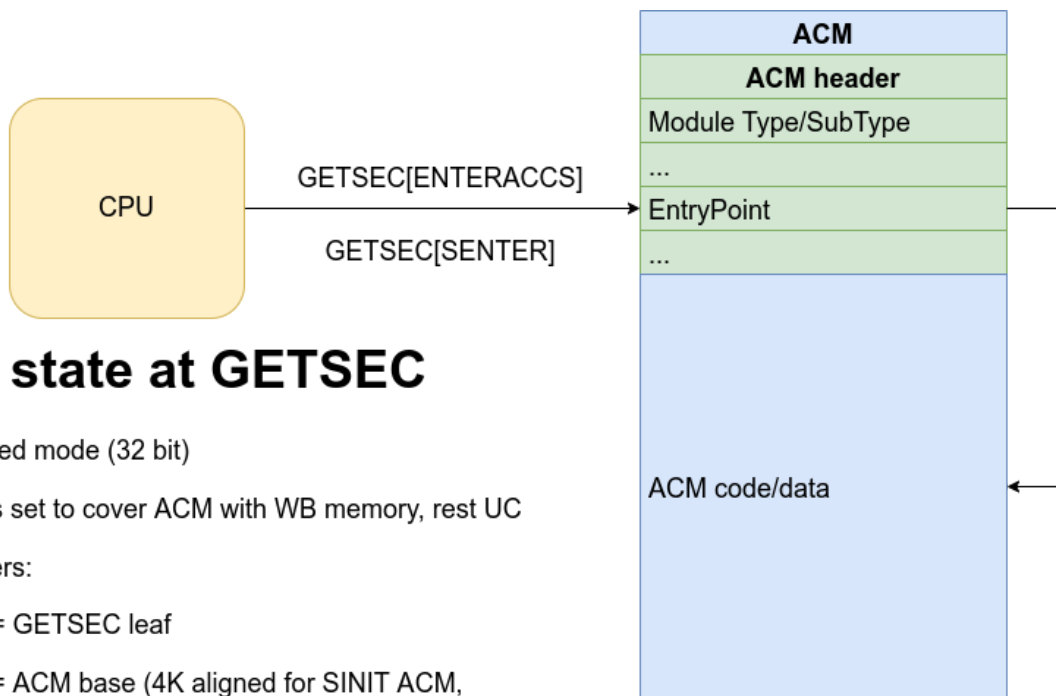 ACM
ACM header
Module Type/SubType
...
EntryPoint
...
ACM code/data
CPU
GETSEC[ENTERACCS]
GETSEC[SENTER]
state at GETSEC
ed mode (32 bit)
s set to cover ACM with WB memory, rest UC
ers:
= GETSEC leaf
= ACM base (4K aligned for SINIT ACM,